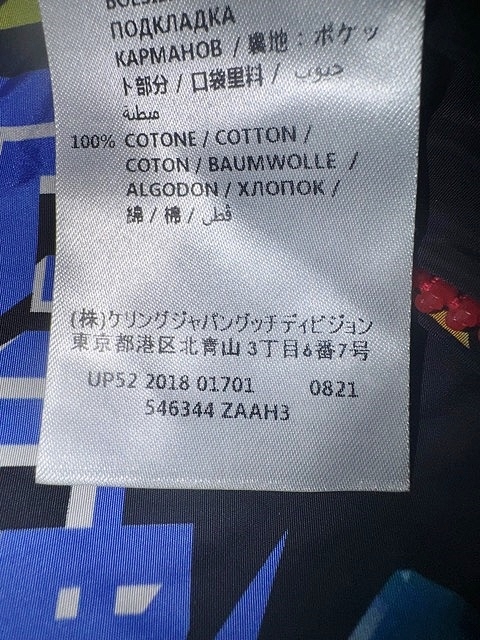 ПОДКЛАДКА
КАРМАНОВ / 裏地：ポケッ
ト部分 / 口袋里料 / جيوب
مبطنة
100% COTONE / COTTON /
COTON / BAUMWOLLE /
ALGODON / ХЛОПОК /
綿 / 棉 / قطن
(株)ケリングジャパングッチディビジョン
東京都港区北青山3丁目6番7号
UP52 2018 01701 0821
546344 ZAAH3